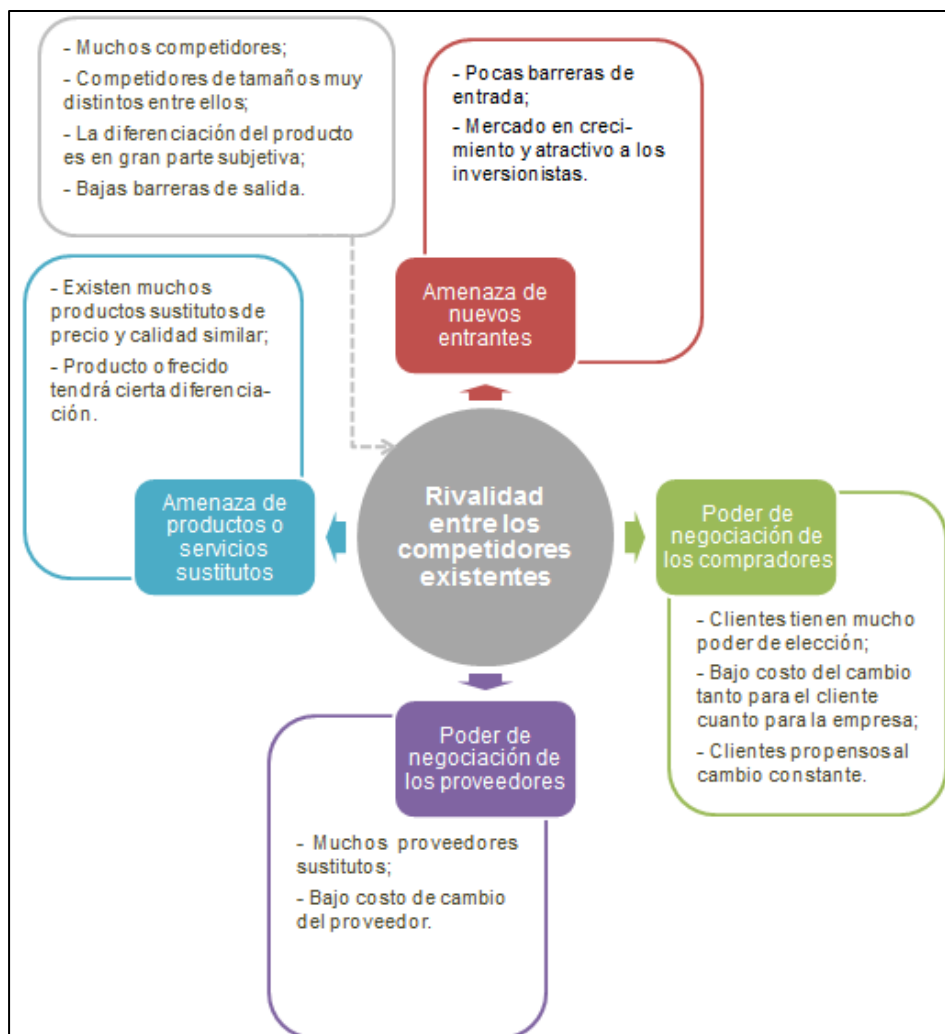 - Muchos competidores;
- Competidores de tamaños muy
distintos entre ellos;
- La diferenciación del producto
es en gran parte subjetiva;
- Bajas barreras de salida.
- Pocas barreras de
entrada;
- Mercado en creci-
miento y atractivo a los
inversionistas.
Amenaza de
nuevos
entrantes
- Existen muchos
productos sustitutos de
precio y calidad similar;
- Producto ofrecido
tendrá cierta diferencia-
ción.
Amenaza de
productos o
servicios
sustitutos
Rivalidad
entre los
competidores
existentes
Poder de
negociación de
los compradores
- Clientes tienen mucho
poder de elección;
- Bajo costo del cambio
tanto para el cliente
cuanto para la empresa;
- Clientes propensos al
cambio constante.
Poder de
negociación de
los proveedores
- Muchos proveedores
sustitutos;
- Bajo costo de cambio
del proveedor.